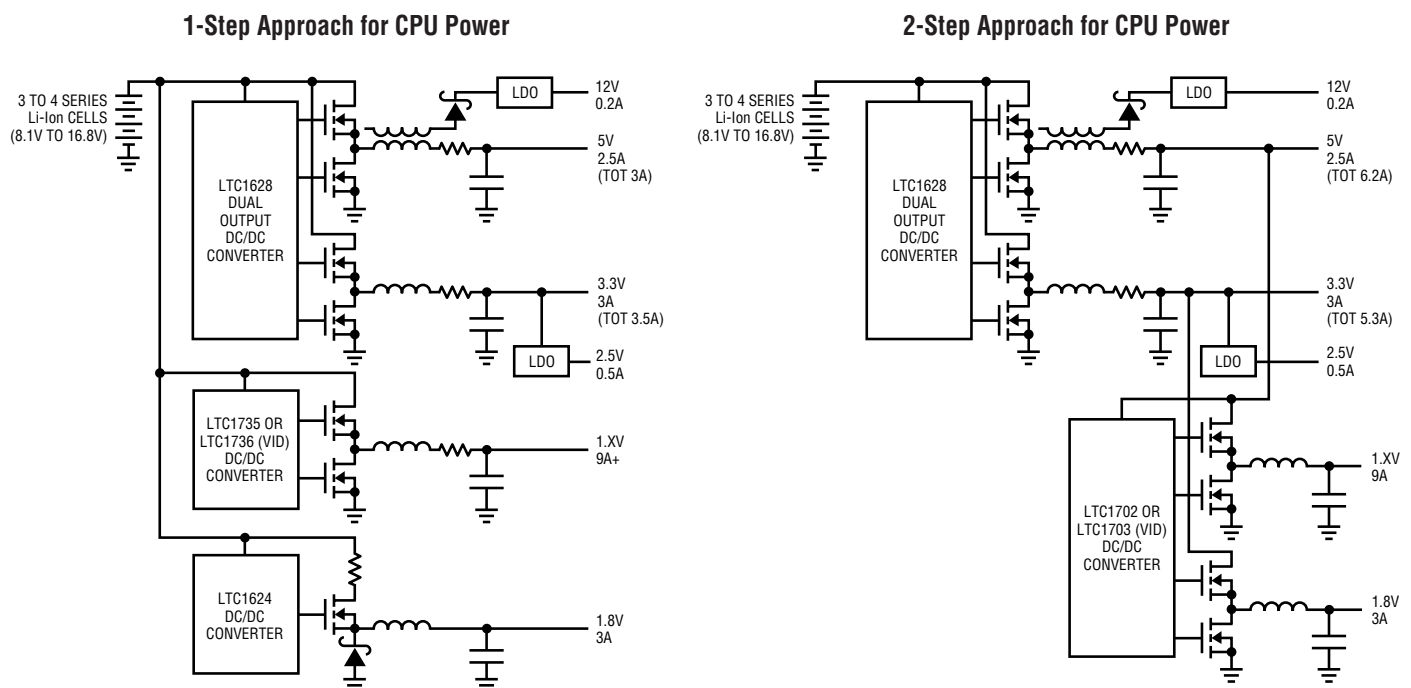 1-Step Approach for CPU Power
3 TO 4 SERIES
Li-Ion CELLS
(8.1V TO 16.8V)
LTC1628
DUAL
OUTPUT
DC/DC
CONVERTER
LDO
12V
0.2A
5V
2.5A
(TOT 3A)
3.3V
3A
(TOT 3.5A)
LDO
2.5V
0.5A
LTC1735 OR
LTC1736 (VID)
DC/DC
CONVERTER
1.XV
9A+
LTC1624
DC/DC
CONVERTER
1.8V
3A
2-Step Approach for CPU Power
3 TO 4 SERIES
Li-Ion CELLS
(8.1V TO 16.8V)
LTC1628
DUAL
OUTPUT
DC/DC
CONVERTER
LDO
12V
0.2A
5V
2.5A
(TOT 6.2A)
3.3V
3A
(TOT 5.3A)
LDO
2.5V
0.5A
LTC1702 OR
LTC1703 (VID)
DC/DC
CONVERTER
1.XV
9A
1.8V
3A